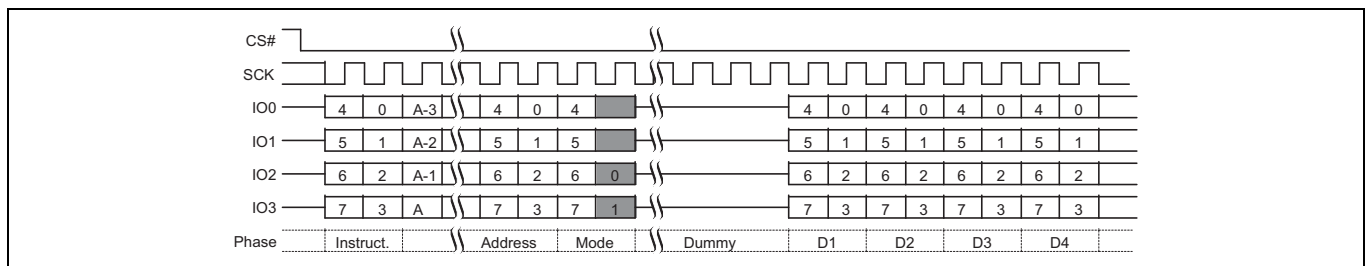 CS#
SCK
IO0 4 0 A-3 4 0 4 4 0 4 0 4 0 4 0
IO1 5 1 A-2 5 1 5 5 1 5 1 5 1 5 1
IO2 6 2 A-1 6 2 6 0 6 2 6 2 6 2 6 2
IO3 7 3 A 7 3 7 1 7 3 7 3 7 3 7 3
Phase Instruct. Address Mode Dummy D1 D2 D3 D4